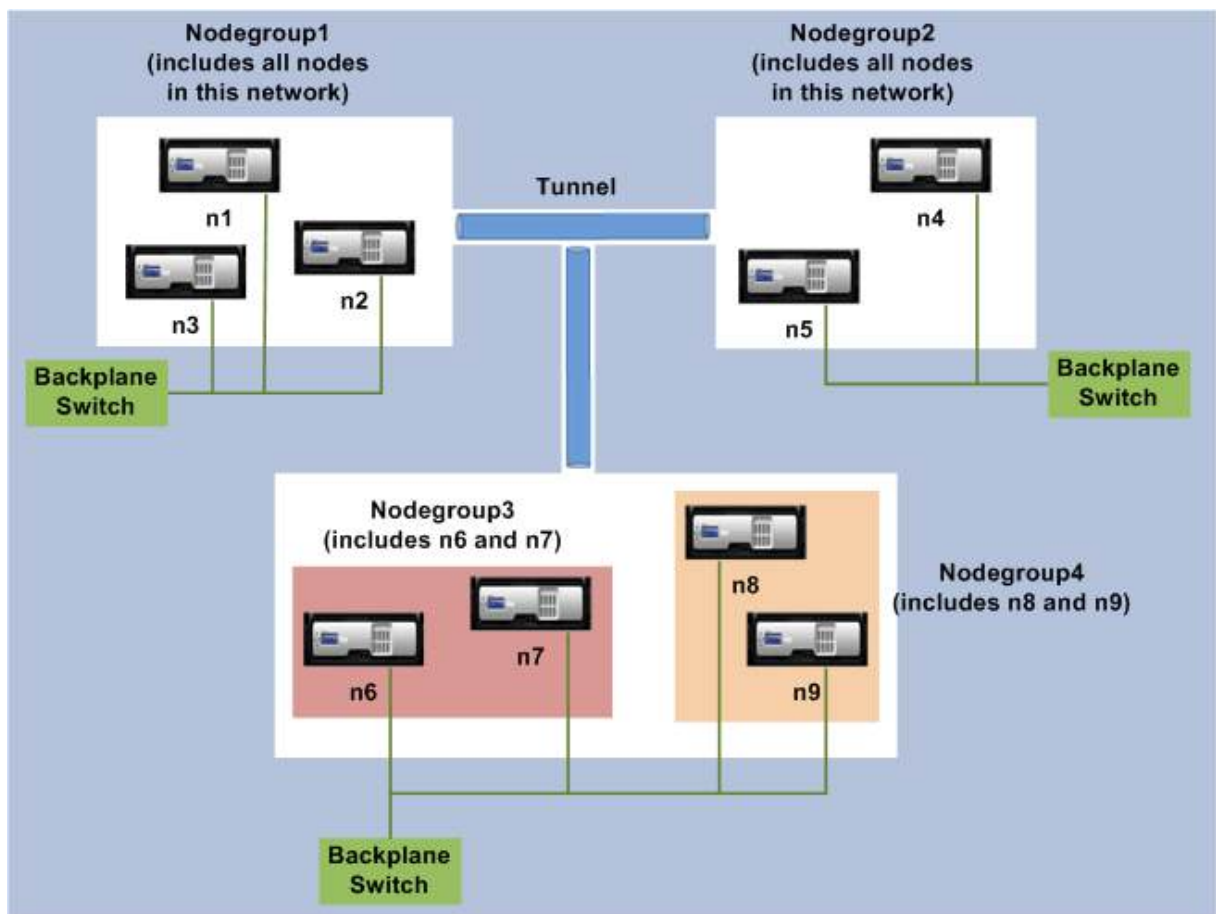 Nodegroup1
(includes all nodes
in this network)
Nodegroup2
(includes all nodes
in this network)
Tunnel
n1
n2
n3
n4
n5
Backplane
Switch
Backplane
Switch
Nodegroup3
(includes n6 and n7)
n6
n7
n8
n9
Nodegroup4
(includes n8 and n9)
Backplane
Switch